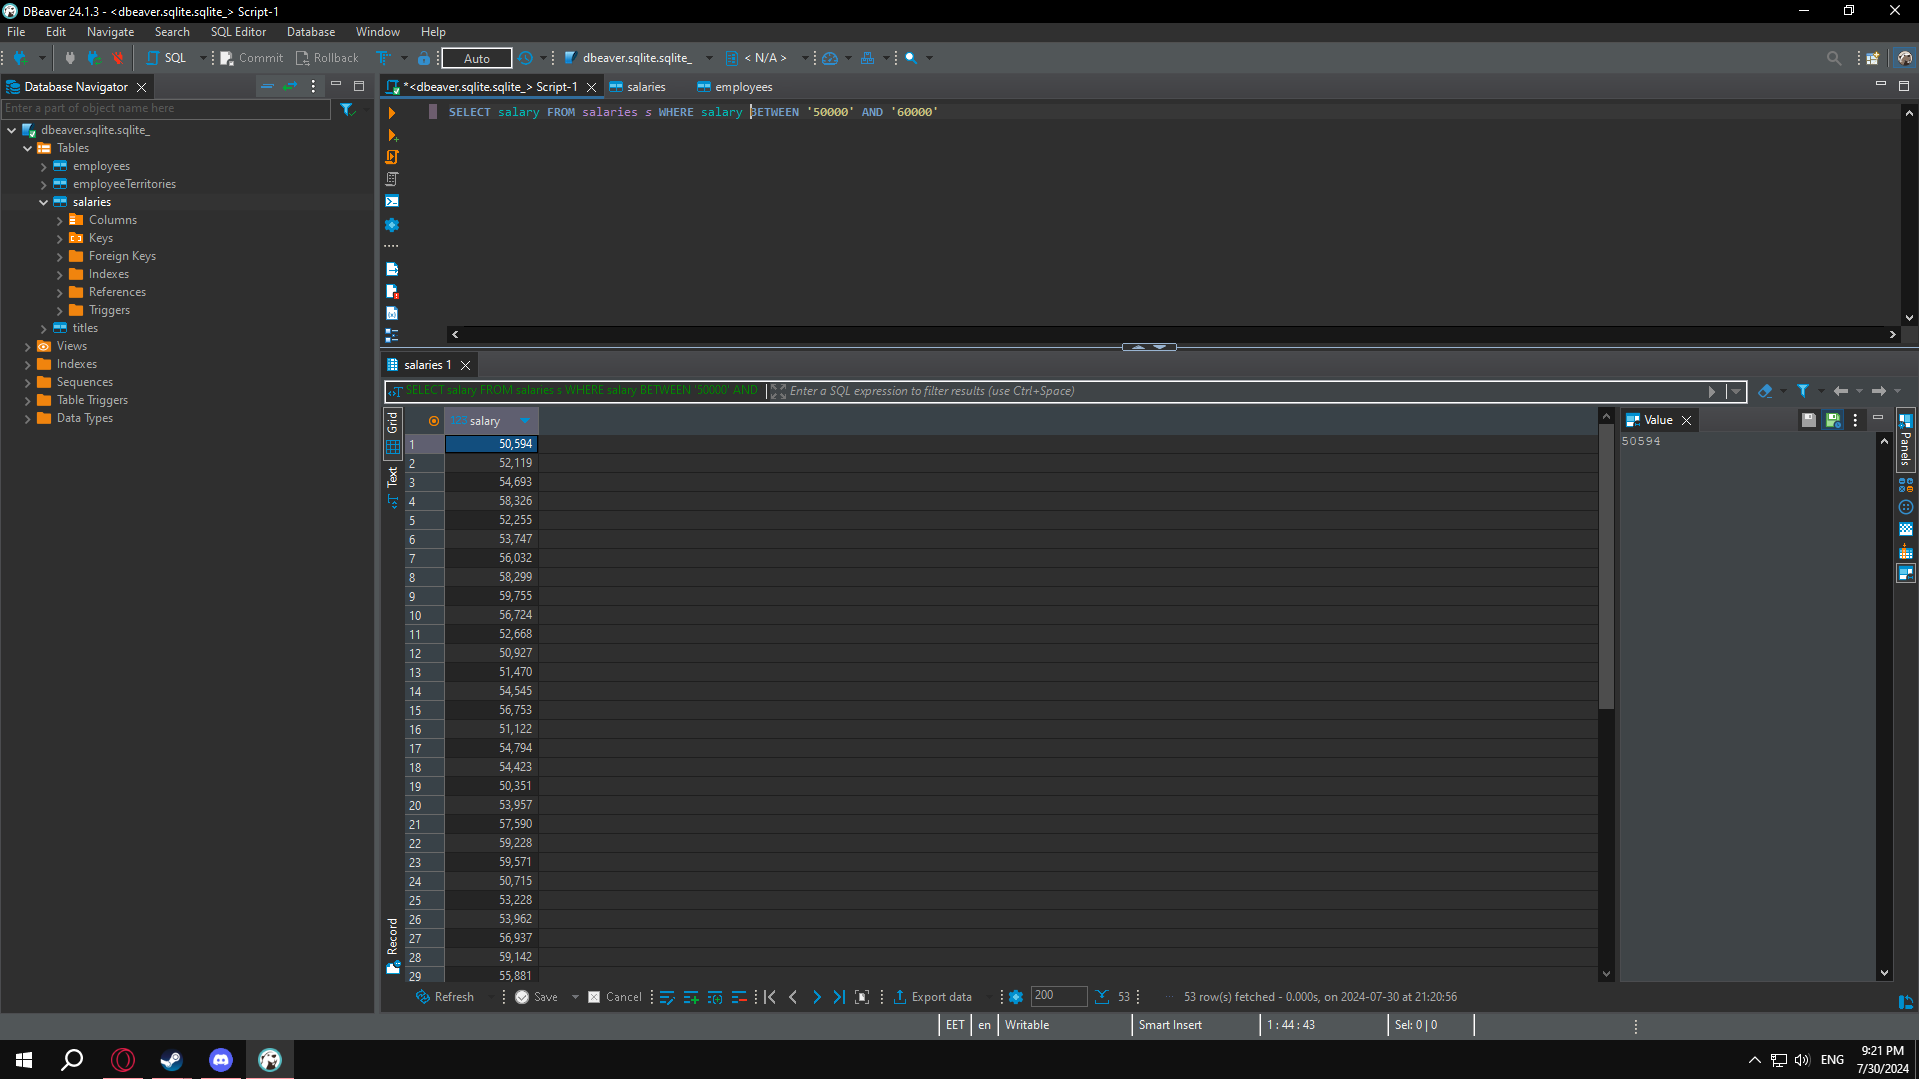 DBeaver 24.1.3 - <dbeaver.sqlite.sqlite_> Script-1
File Edit Navigate Search SQL Editor Database Window Help
SQL Commit Rollback Auto dbeaver.sqlite.sqlite_ < N/A >
Database Navigator
*<dbeaver.sqlite.sqlite_> Script-1 salaries employees
Enter a part of object name here
dbeaver.sqlite.sqlite_
Tables
employees
employeeTerritories
salaries
Columns
Keys
Foreign Keys
Indexes
References
Triggers
titles
Views
Indexes
Sequences
Table Triggers
Data Types
SELECT salary FROM salaries s WHERE salary BETWEEN '50000' AND '60000'
salaries 1
SELECT salary FROM salaries s WHERE salary BETWEEN '50000' AND
Enter a SQL expression to filter results (use Ctrl+Space)
Grid
Text
Record
123 salary
1 50,594
2 52,119
3 54,693
4 58,326
5 52,255
6 53,747
7 56,032
8 58,299
9 59,755
10 56,724
11 52,668
12 50,927
13 51,470
14 54,545
15 56,753
16 51,122
17 54,794
18 54,423
19 50,351
20 53,957
21 57,590
22 59,228
23 59,571
24 50,715
25 53,228
26 53,962
27 56,937
28 59,142
29 55,881
Value
50594
Panels
Refresh Save Cancel Export data 200 53 53 row(s) fetched - 0.000s, on 2024-07-30 at 21:20:56
EET en Writable Smart Insert 1 : 44 : 43 Sel: 0 | 0
ENG
9:21 PM
7/30/2024